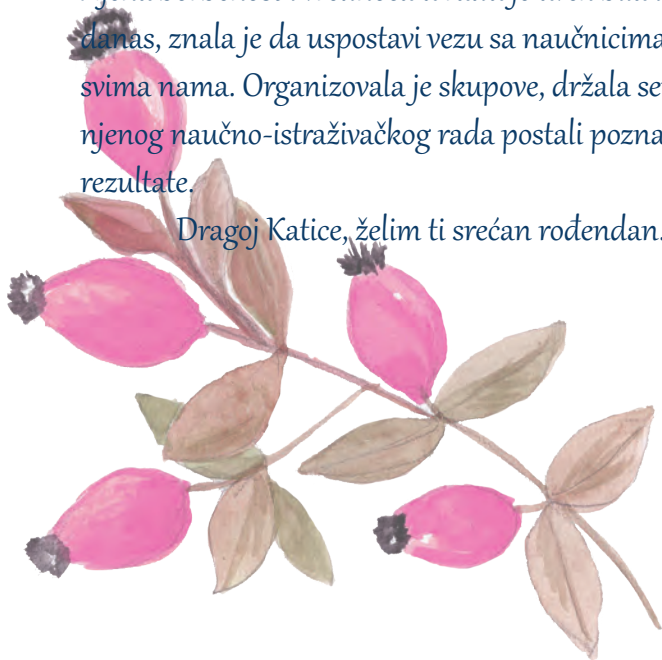 danas, znala je da uspostavi vezu sa naučnicima
svima nama. Organizovala je skupove, držala se
njenog naučno-istraživačkog rada postali pozna
rezultate.
Dragoj Katice, želim ti srećan rođendan.